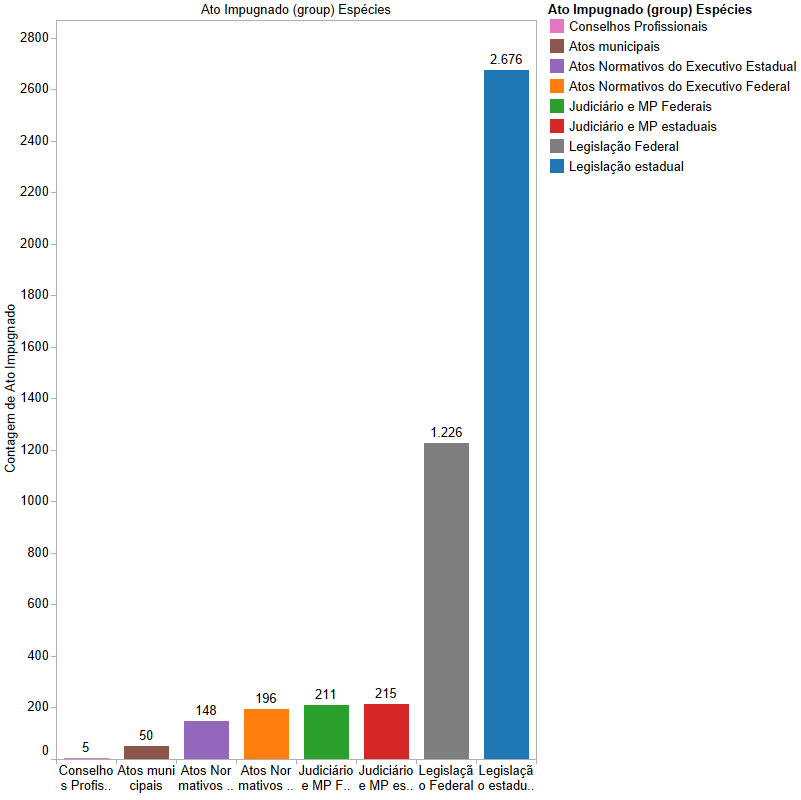 Ato Impugnado (group) Espécies
Contagem de Ato Impugnado
2800
2600
2400
2200
2000
1800
1600
1400
1200
1000
800
600
400
200
0
5
50
148
196
211
215
1.226
2.676
Conselho
s Profis..
Atos muni
cipais
Atos Nor
mativos ..
Atos Nor
mativos ..
Judiciário
e MP F..
Judiciário
e MP es..
Legislaçã
o Federal
Legislaçã
o estadu..
Ato Impugnado (group) Espécies
Conselhos Profissionais
Atos municipais
Atos Normativos do Executivo Estadual
Atos Normativos do Executivo Federal
Judiciário e MP Federais
Judiciário e MP estaduais
Legislação Federal
Legislação estadual